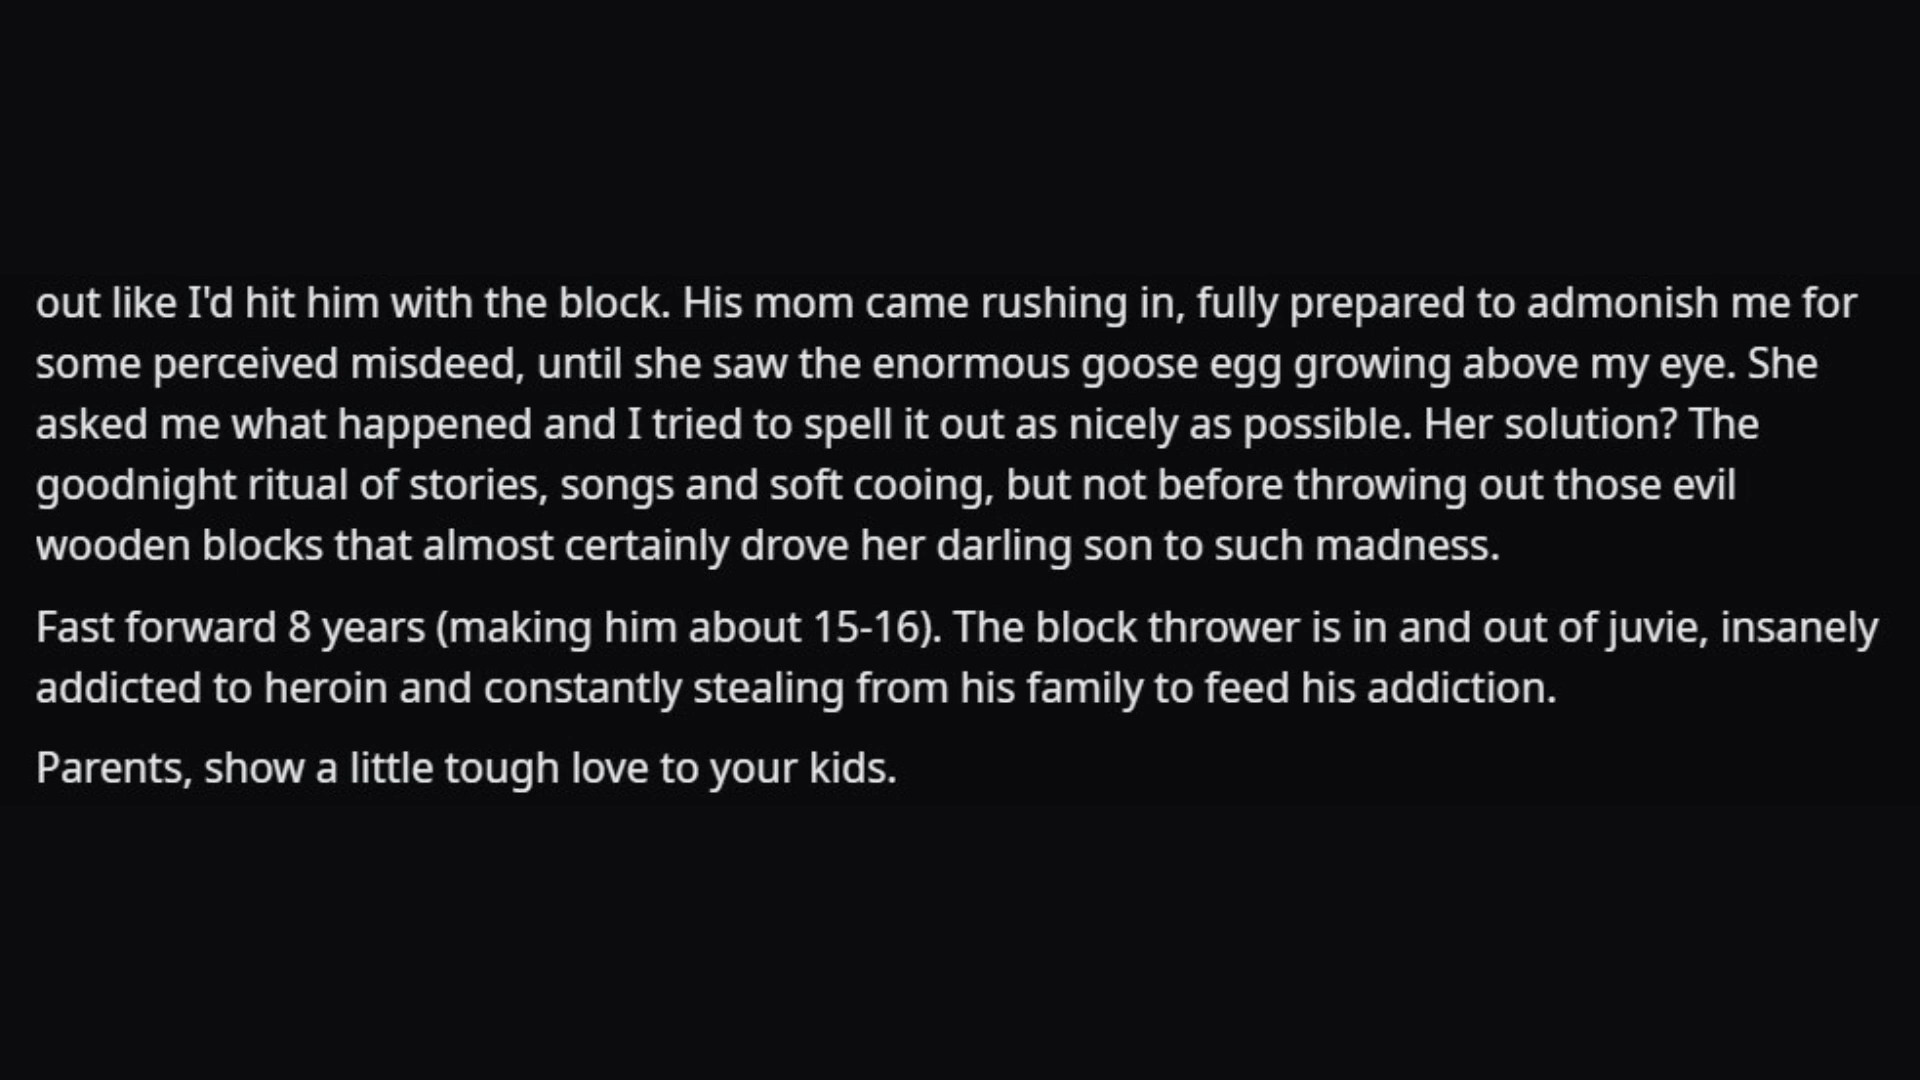 out like I'd hit him with the block. His mom came rushing in, fully prepared to admonish me for
some perceived misdeed, until she saw the enormous goose egg growing above my eye. She
asked me what happened and I tried to spell it out as nicely as possible. Her solution? The
goodnight ritual of stories, songs and soft cooing, but not before throwing out those evil
wooden blocks that almost certainly drove her darling son to such madness.
Fast forward 8 years (making him about 15-16). The block thrower is in and out of juvie, insanely
addicted to heroin and constantly stealing from his family to feed his addiction.
Parents, show a little tough love to your kids.